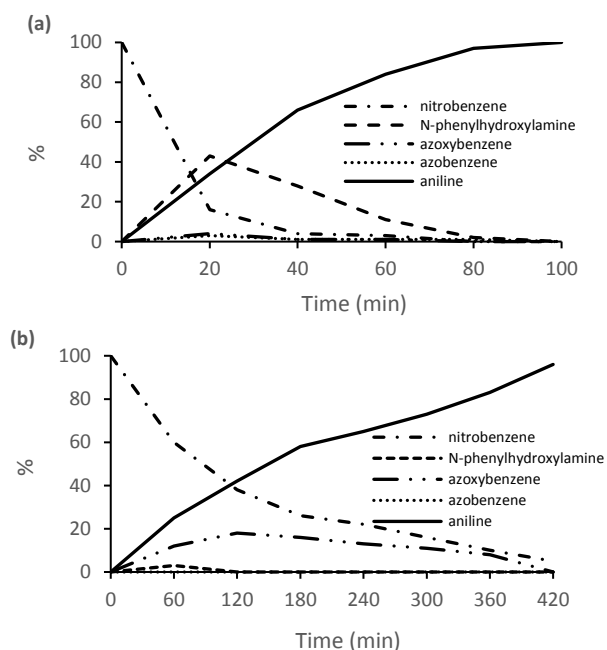 (a)
100
80
60
40
20
0
%
nitrobenzene
N-phenylhydroxylamine
azoxybenzene
azobenzene
aniline
0 20 40 60 80 100
Time (min)
(b)
100
80
60
40
20
0
%
nitrobenzene
N-phenylhydroxylamine
azoxybenzene
azobenzene
aniline
0 60 120 180 240 300 360 420
Time (min)